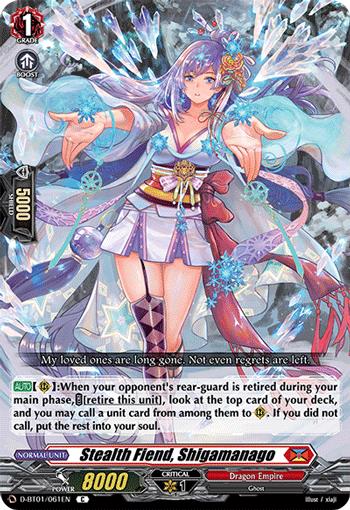 1
GRADE
BOOST
5000
SHIELD
My loved ones are long gone. Not even regrets are left.
AUTO []:When your opponent's rear-guard is retired during your
main phase, [retire this unit], look at the top card of your deck,
and you may call a unit card from among them to . If you did not
call, put the rest into your soul.
NORMAL UNIT
Stealth Fiend, Shigamanago
POWER 8000
CRITICAL
1
Dragon Empire
Ghost
D-BT01/061EN C
Illust / xiaji